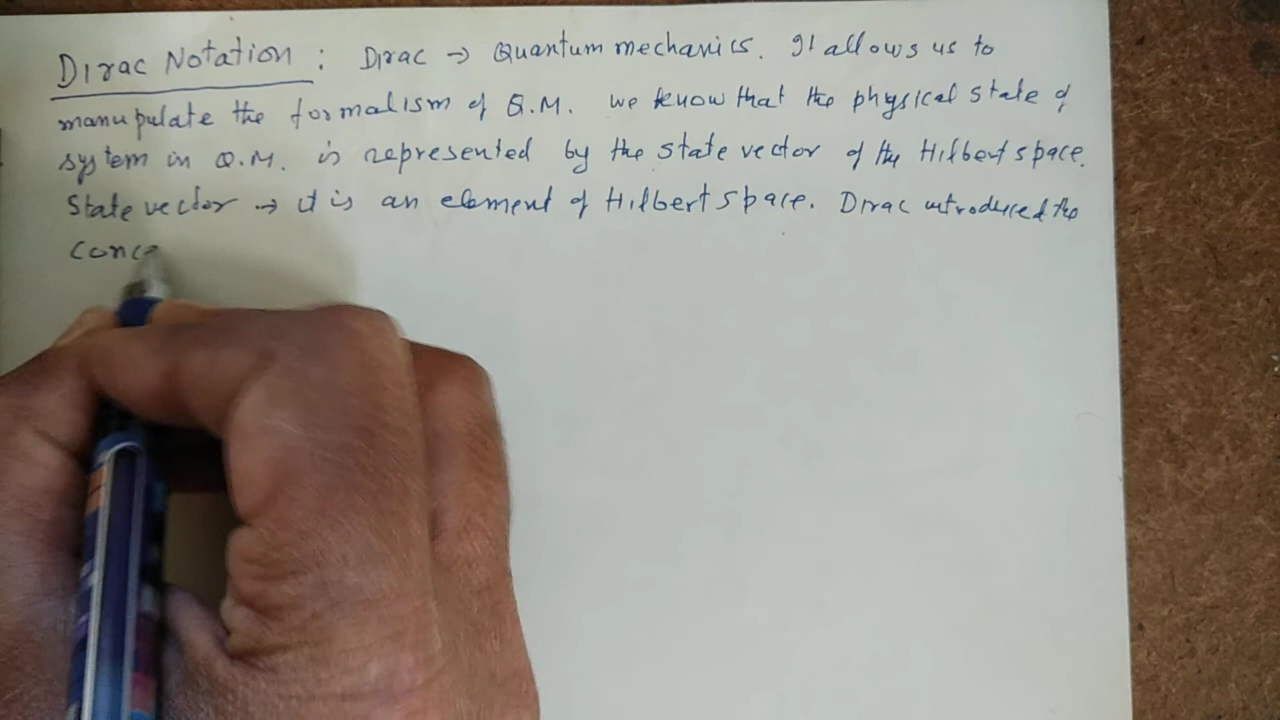 Dirac Notation : Dirac → Quantum mechanics. It allows us to
manupulate the formalism of Q.M. we know that the physical state of
system in Q.M. is represented by the state vector of the Hilbert space.
State vector → it is an element of Hilbert space. Dirac introduced the
conce